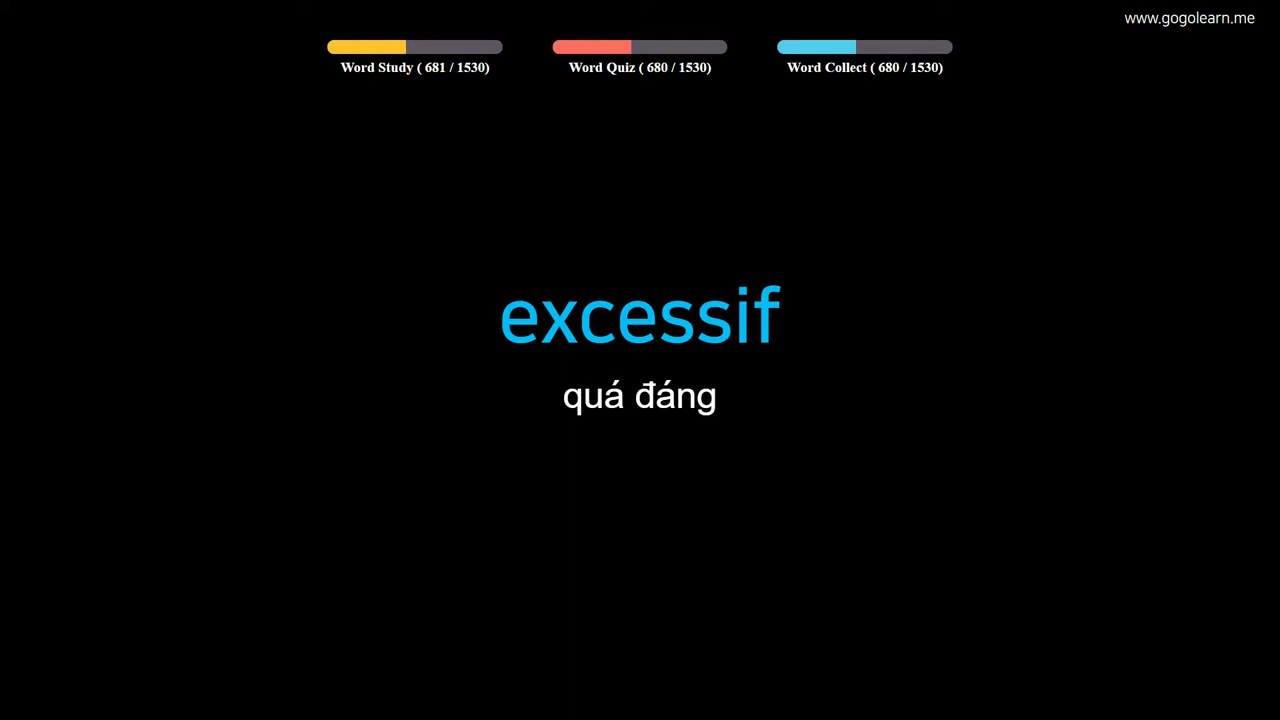 www.gogolearn.me
Word Study ( 681 / 1530)
Word Quiz ( 680 / 1530)
Word Collect ( 680 / 1530)
excessif
quá đáng